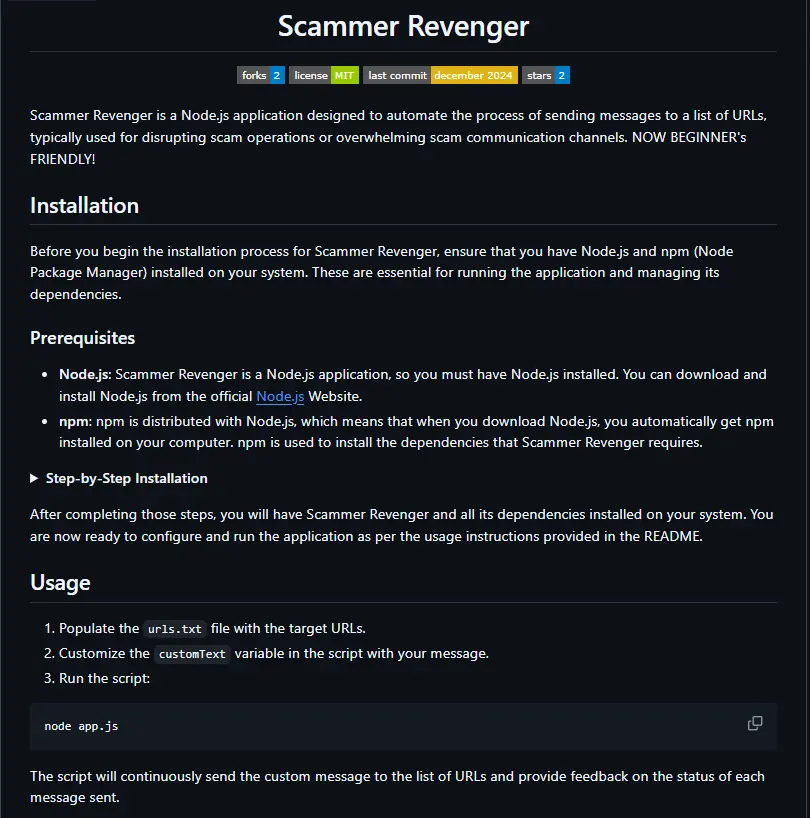 Scammer Revenger
forks 2 license MIT last commit december 2024 stars 2
Scammer Revenger is a Node.js application designed to automate the process of sending messages to a list of URLs,
typically used for disrupting scam operations or overwhelming scam communication channels. NOW BEGINNER's
FRIENDLY!
Installation
Before you begin the installation process for Scammer Revenger, ensure that you have Node.js and npm (Node
Package Manager) installed on your system. These are essential for running the application and managing its
dependencies.
Prerequisites
• Node.js: Scammer Revenger is a Node.js application, so you must have Node.js installed. You can download and
install Node.js from the official Node.js Website.
• npm: npm is distributed with Node.js, which means that when you download Node.js, you automatically get npm
installed on your computer. npm is used to install the dependencies that Scammer Revenger requires.
Step-by-Step Installation
After completing those steps, you will have Scammer Revenger and all its dependencies installed on your system. You
are now ready to configure and run the application as per the usage instructions provided in the README.
Usage
1. Populate the urls.txt file with the target URLs.
2. Customize the customText variable in the script with your message.
3. Run the script:
node app.js
The script will continuously send the custom message to the list of URLs and provide feedback on the status of each
message sent.